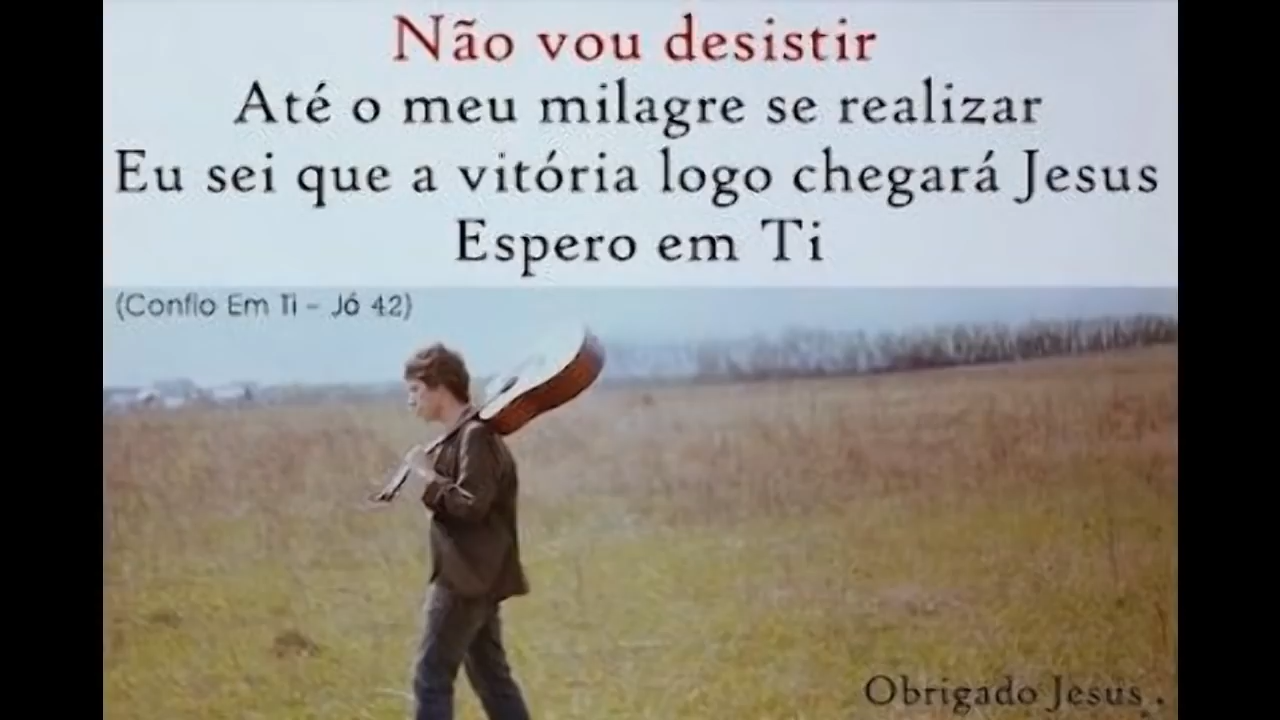 Não vou desistir
Até o meu milagre se realizar
Eu sei que a vitória logo chegará Jesus
Espero em Ti
(Confio Em Ti - Jó 42)
Obrigado Jesus .